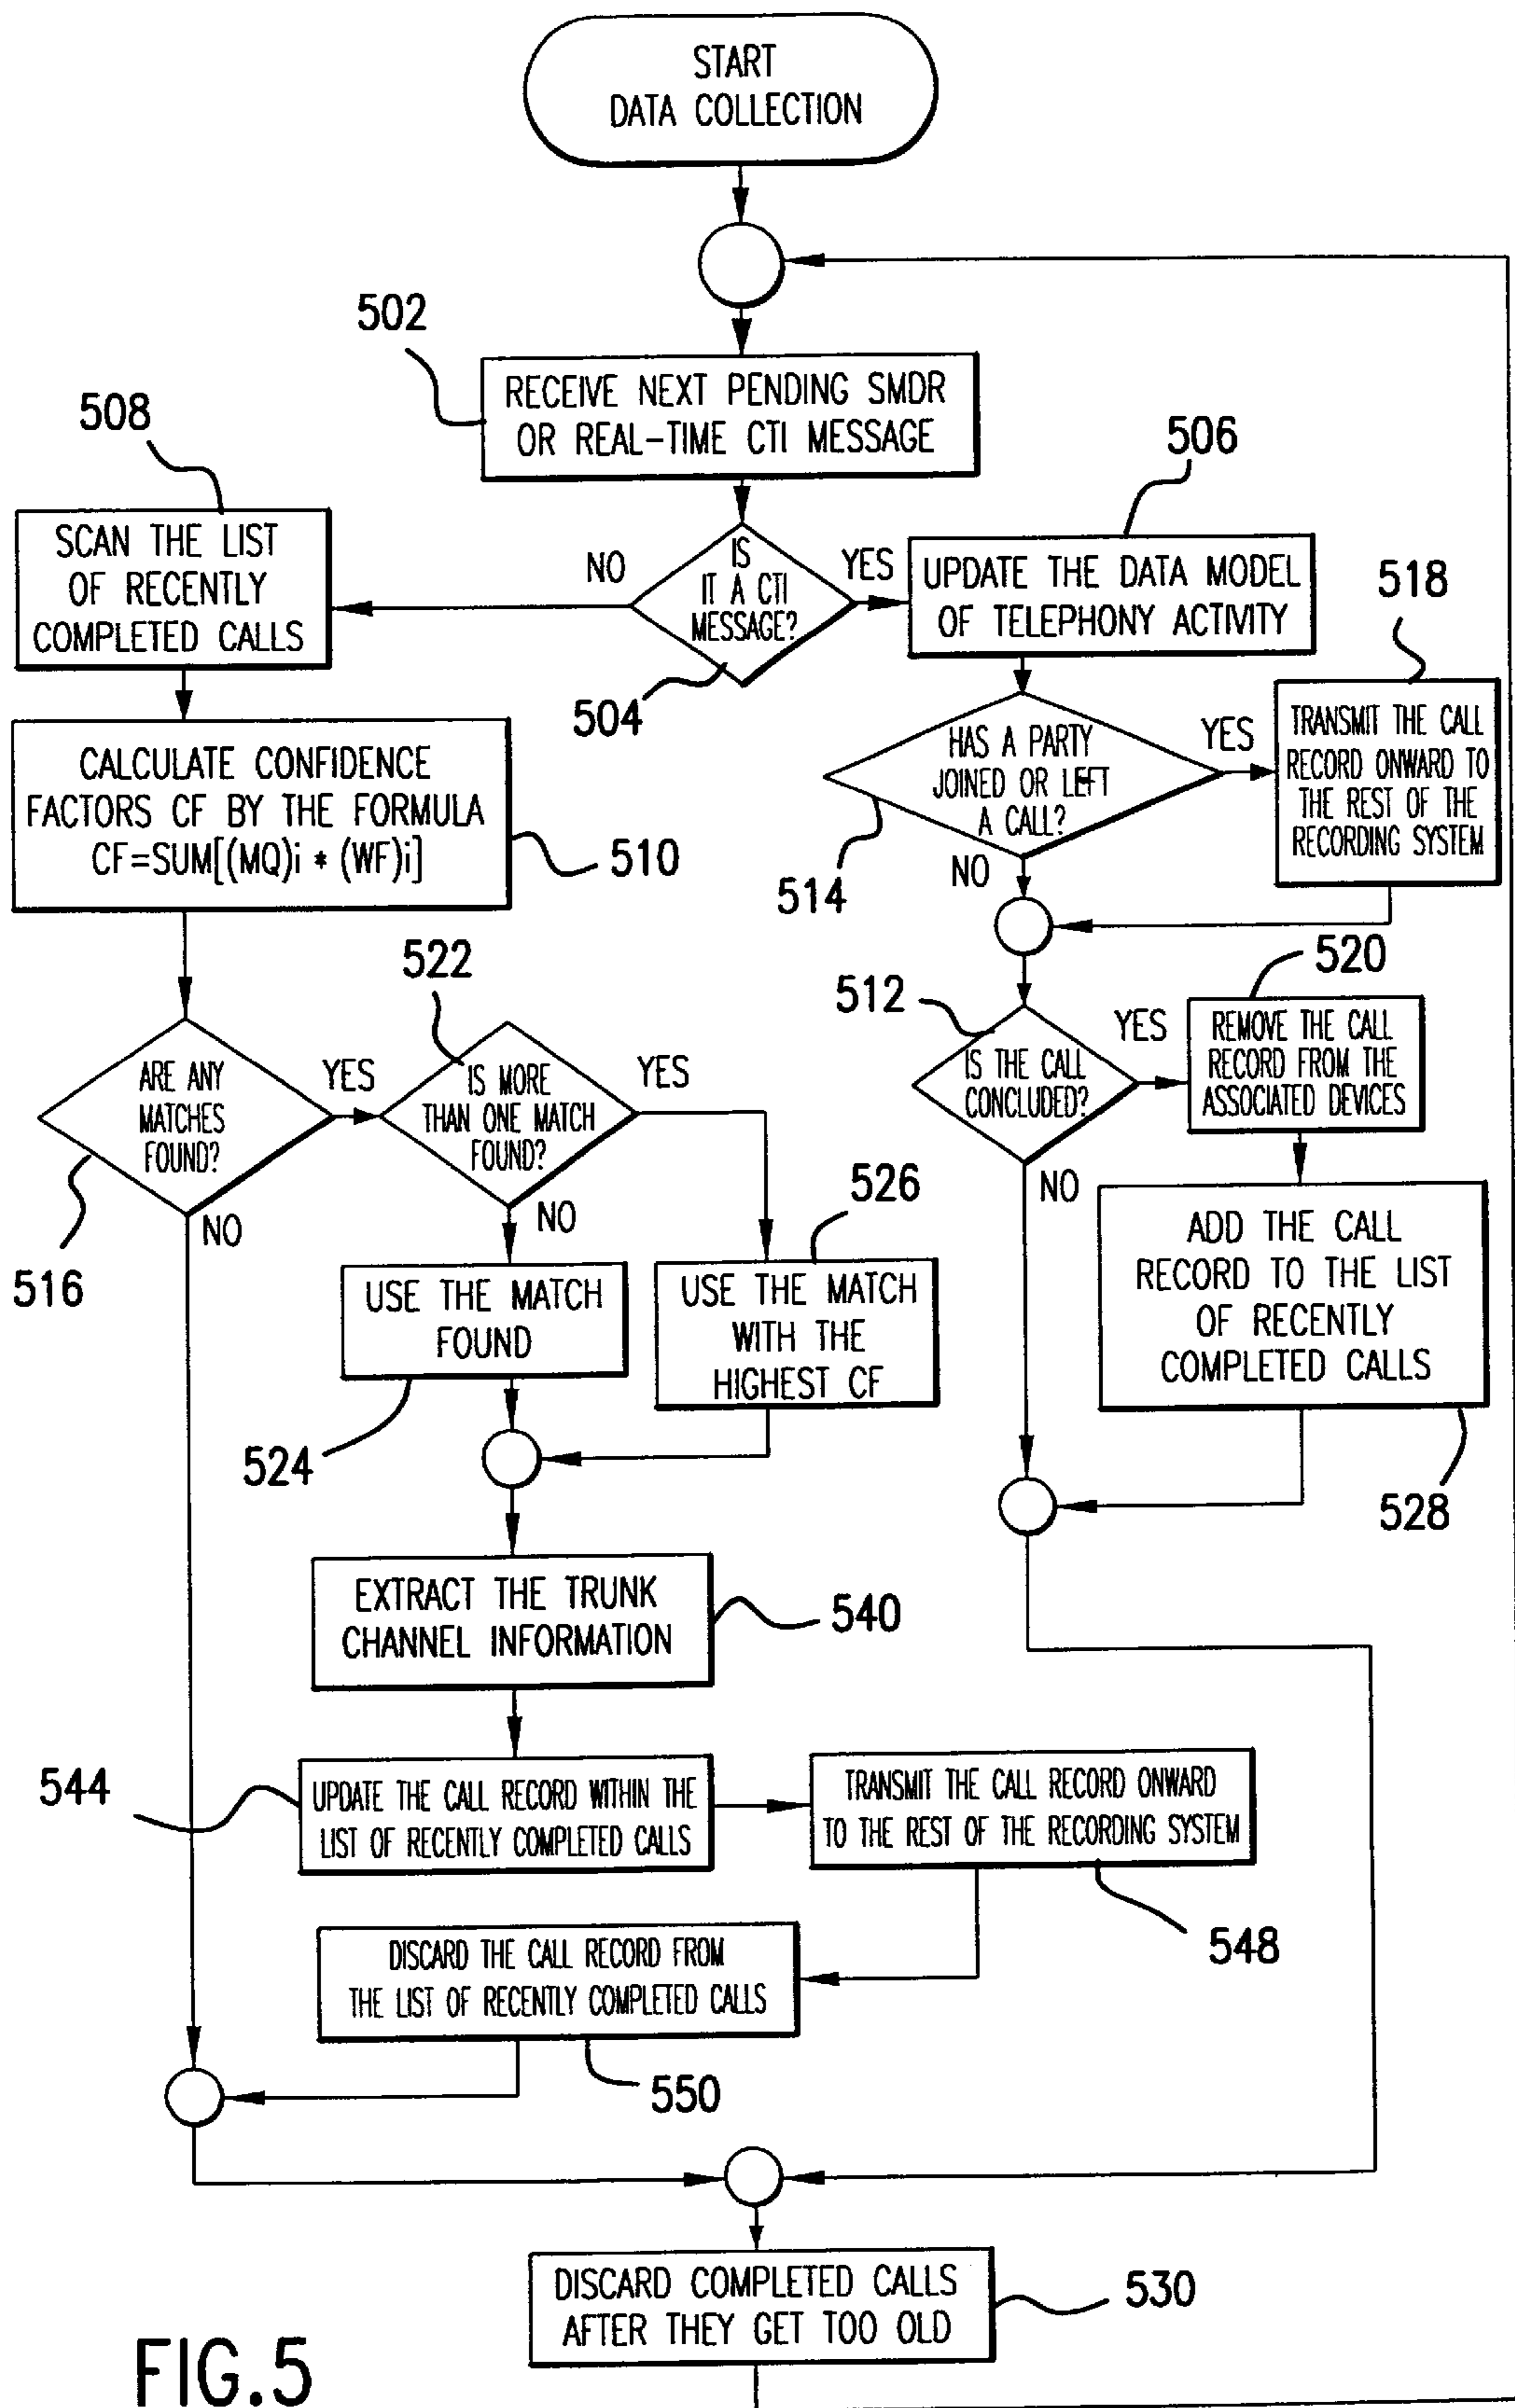 START
DATA COLLECTION
502
RECEIVE NEXT PENDING SMDR
OR REAL-TIME CTI MESSAGE
508
SCAN THE LIST
OF RECENTLY
COMPLETED CALLS
NO
IS
IT A CTI
MESSAGE?
YES
504
506
UPDATE THE DATA MODEL
OF TELEPHONY ACTIVITY
518
CALCULATE CONFIDENCE
FACTORS CF BY THE FORMULA
CF=SUM[(MQ)i * (WF)i]
510
HAS A PARTY
JOINED OR LEFT
A CALL?
YES
NO
514
TRANSMIT THE CALL
RECORD ONWARD TO
THE REST OF THE
RECORDING SYSTEM
522
512
520
ARE ANY
MATCHES
FOUND?
YES
NO
516
IS MORE
THAN ONE MATCH
FOUND?
YES
NO
IS THE CALL
CONCLUDED?
YES
NO
REMOVE THE CALL
RECORD FROM THE
ASSOCIATED DEVICES
526
USE THE MATCH
FOUND
524
USE THE MATCH
WITH THE
HIGHEST CF
ADD THE CALL
RECORD TO THE LIST
OF RECENTLY
COMPLETED CALLS
528
EXTRACT THE TRUNK
CHANNEL INFORMATION
540
544
UPDATE THE CALL RECORD WITHIN THE
LIST OF RECENTLY COMPLETED CALLS
TRANSMIT THE CALL RECORD ONWARD
TO THE REST OF THE RECORDING SYSTEM
548
DISCARD THE CALL RECORD FROM
THE LIST OF RECENTLY COMPLETED CALLS
550
DISCARD COMPLETED CALLS
AFTER THEY GET TOO OLD
530
FIG.5